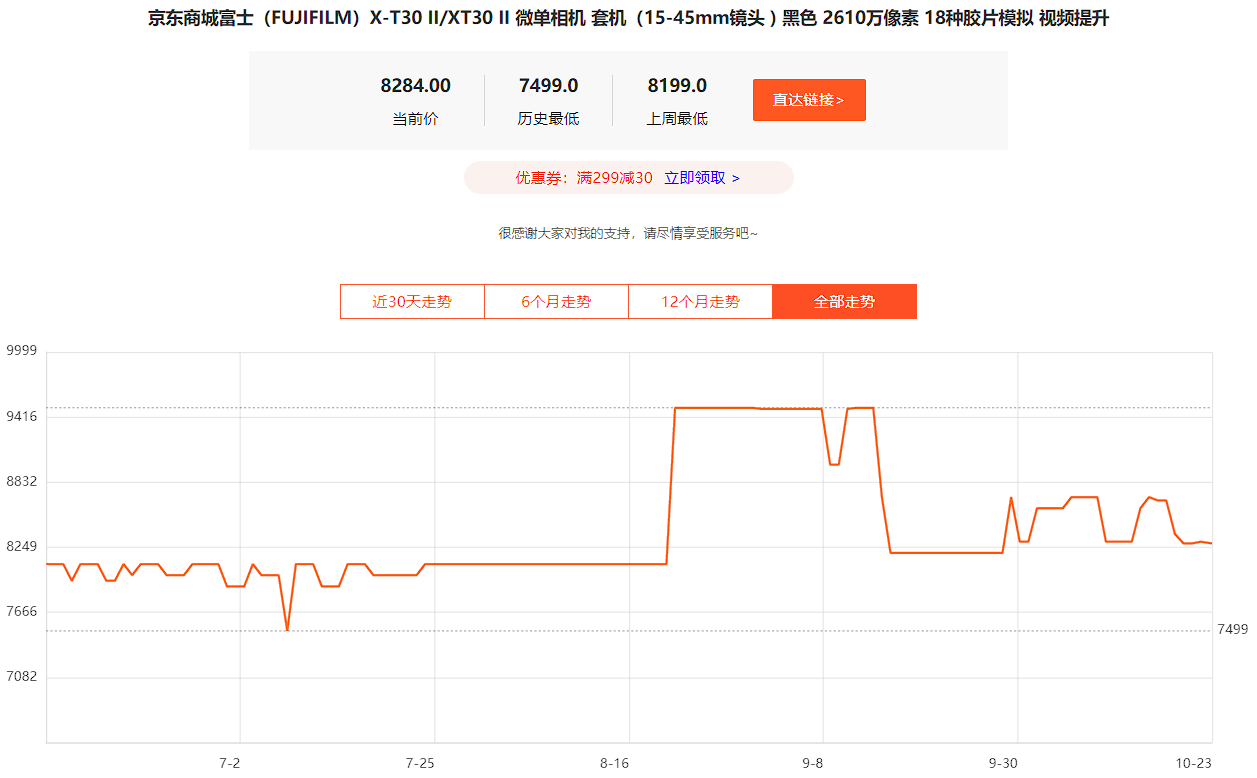 京东商城富士（FUJIFILM）X-T30 II/XT30 II 微单相机 套机（15-45mm镜头 ) 黑色 2610万像素 18种胶片模拟 视频提升
8284.00 7499.0 8199.0
当前价 历史最低 上周最低
直达链接>
优惠券：满299减30 立即领取 >
很感谢大家对我的支持，请尽情享受服务吧~
近30天走势 6个月走势 12个月走势 全部走势
9999
9416
8832
8249
7666
7499
7082
7-2 7-25 8-16 9-8 9-30 10-23